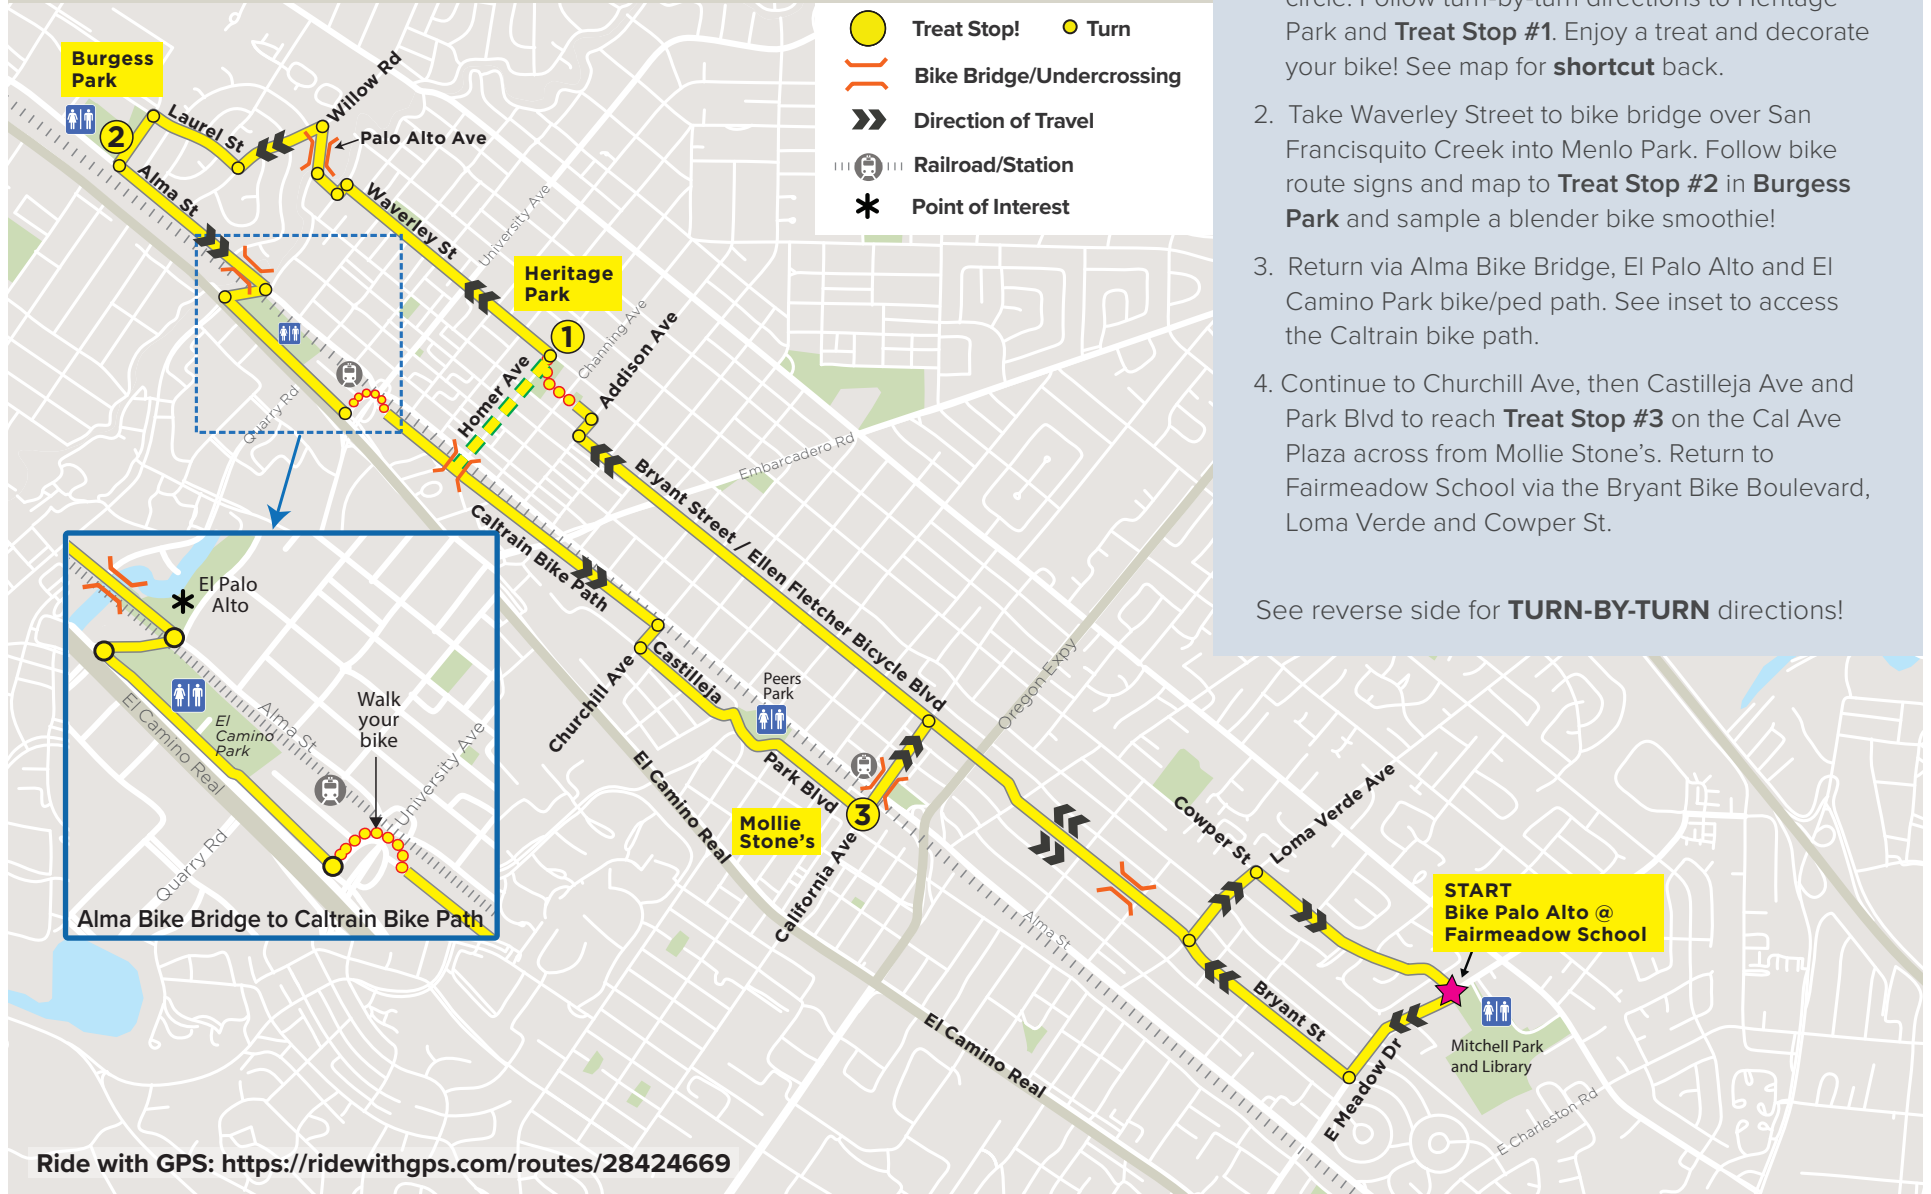 circle. Follow turn-by-turn directions to Heritage
Park and Treat Stop #1. Enjoy a treat and decorate
your bike! See map for shortcut back.
2. Take Waverley Street to bike bridge over San
Francisquito Creek into Menlo Park. Follow bike
route signs and map to Treat Stop #2 in Burgess
Park and sample a blender bike smoothie!
3. Return via Alma Bike Bridge, El Palo Alto and El
Camino Park bike/ped path. See inset to access
the Caltrain bike path.
4. Continue to Churchill Ave, then Castilleja Ave and
Park Blvd to reach Treat Stop #3 on the Cal Ave
Plaza across from Mollie Stone's. Return to
Fairmeadow School via the Bryant Bike Boulevard,
Loma Verde and Cowper St.
See reverse side for TURN-BY-TURN directions!
Treat Stop!
Turn
Bike Bridge/Undercrossing
Direction of Travel
Railroad/Station
Point of Interest
Burgess
Park
2
Laurel St
Willow Rd
Palo Alto Ave
Alma St
Waverley St
University Ave
Heritage
Park
1
Channing Ave
Addison Ave
Homer Ave
Quarry Rd
Embarcadero Rd
Bryant Street / Ellen Fletcher Bicycle Blvd
Caltrain Bike Path
Oregon Expy
Churchill Ave
Castilleja
Peers
Park
Park Blvd
El Camino Real
Mollie
Stone's
3
California Ave
Alma St
Cowper St
Loma Verde Ave
START
Bike Palo Alto @
Fairmeadow School
Bryant St
E Meadow Dr
Mitchell Park
and Library
E Charleston Rd
El Camino Real
El Palo
Alto
El
Camino
Park
El Camino Real
Alma St
Walk
your
bike
University Ave
Quarry Rd
Alma Bike Bridge to Caltrain Bike Path
Ride with GPS: https://ridewithgps.com/routes/28424669